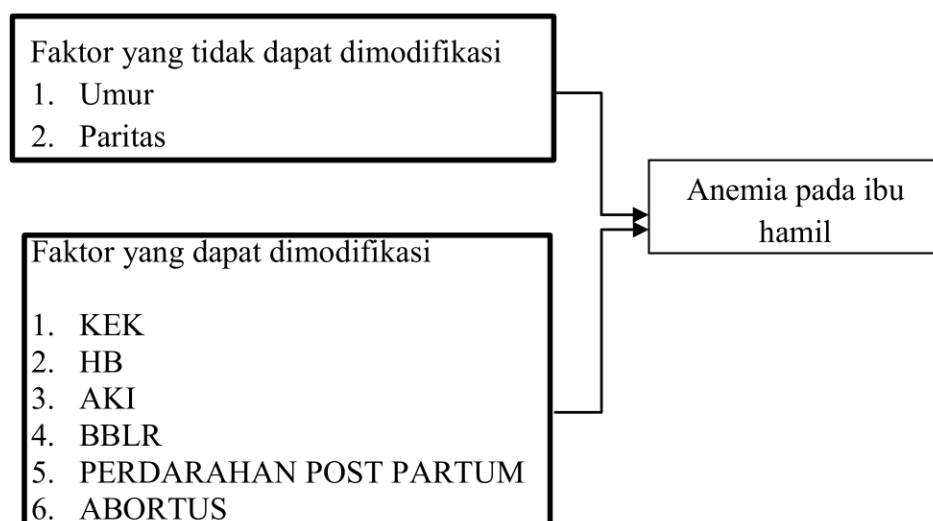 Faktor yang tidak dapat dimodifikasi
1. Umur
2. Paritas
Anemia pada ibu
hamil
Faktor yang dapat dimodifikasi
1. KEK
2. HB
3. AKI
4. BBLR
5. PERDARAHAN POST PARTUM
6. ABORTUS